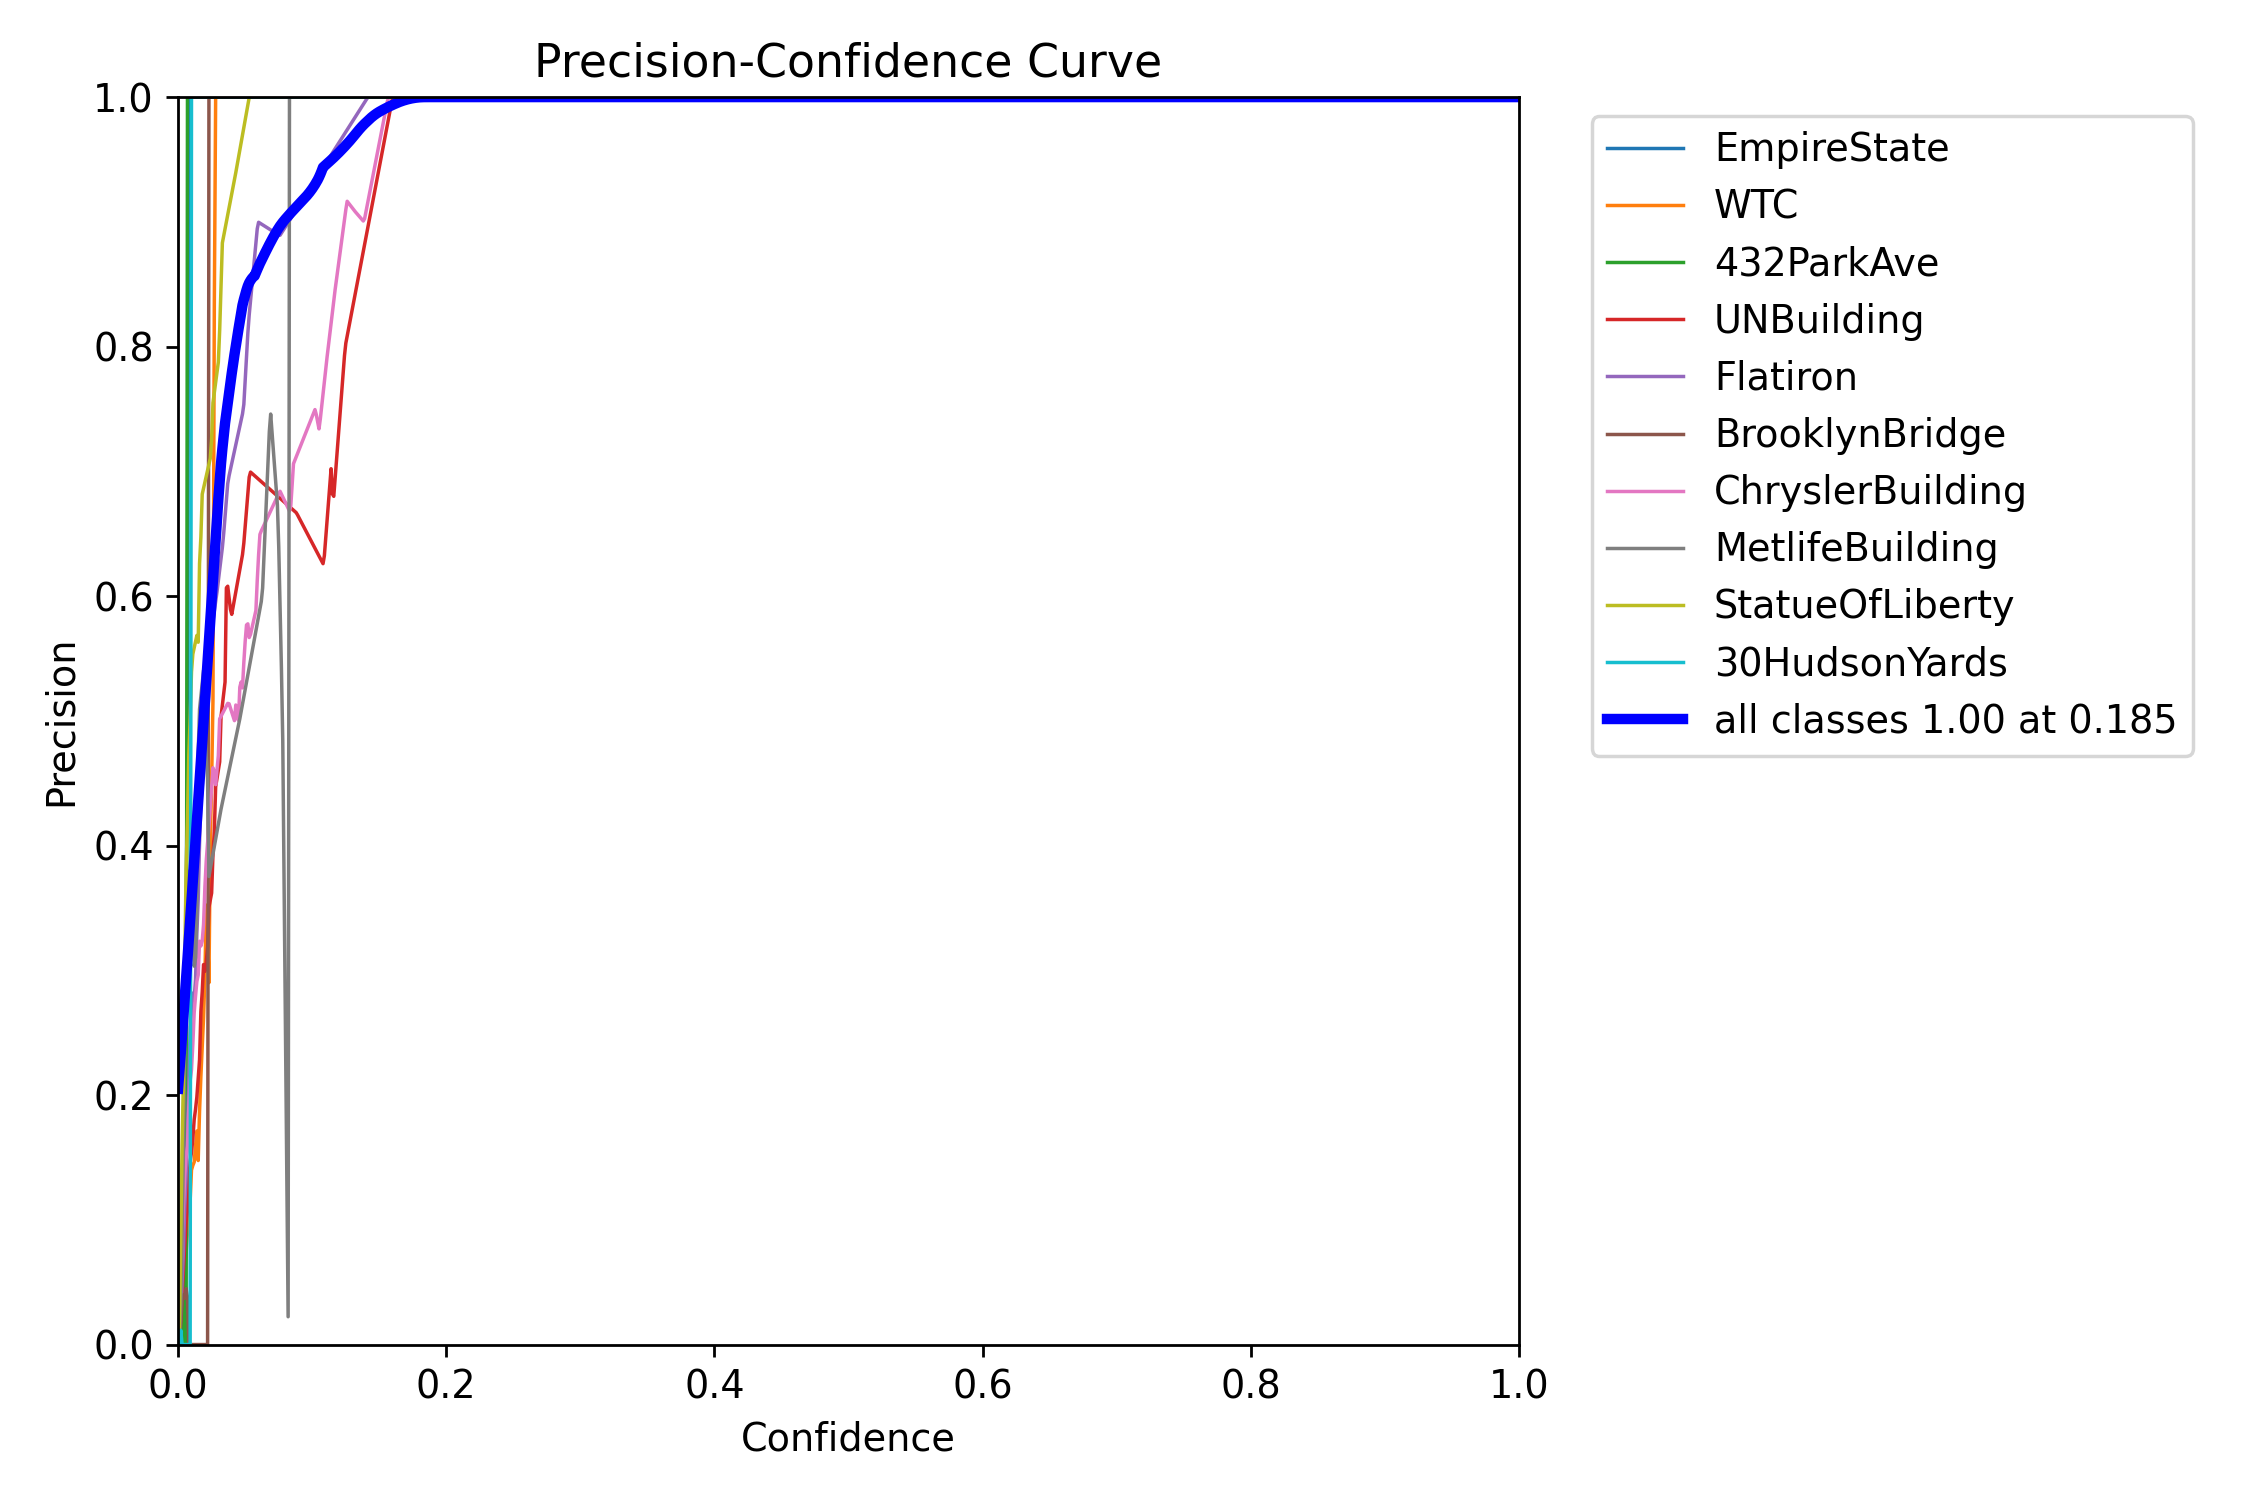 Precision-Confidence Curve
1.0
0.8
0.6
0.4
0.2
0.0
Precision
0.0 0.2 0.4 0.6 0.8 1.0
Confidence
EmpireState
WTC
432ParkAve
UNBuilding
Flatiron
BrooklynBridge
ChryslerBuilding
MetlifeBuilding
StatueOfLiberty
30HudsonYards
all classes 1.00 at 0.185